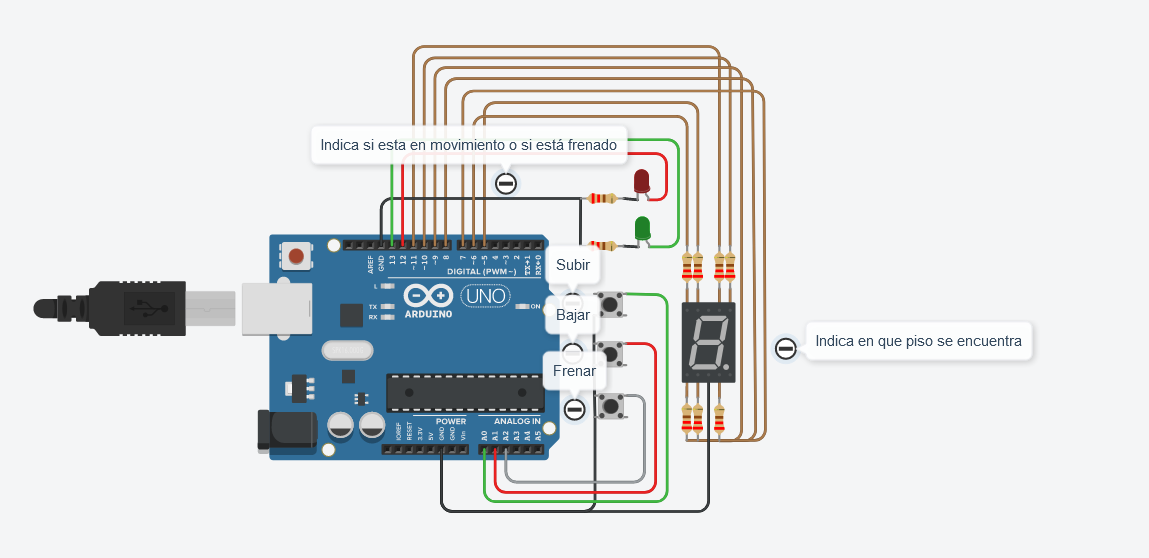 Indica si esta en movimiento o si está frenado
AREF
GND
13
12
~11
~10
~9
8
7
~6
~5
4
~3
2
TX→1
RX←0
DIGITAL (PWM~)
L
TX
RX
ARDUINO
UNO
ON
Subir
Bajar
Frenar
Indica en que piso se encuentra
POWER
ANALOG IN
IOREF
RESET
3.3V
5V
GND
GND
Vin
A0
A1
A2
A3
A4
A5